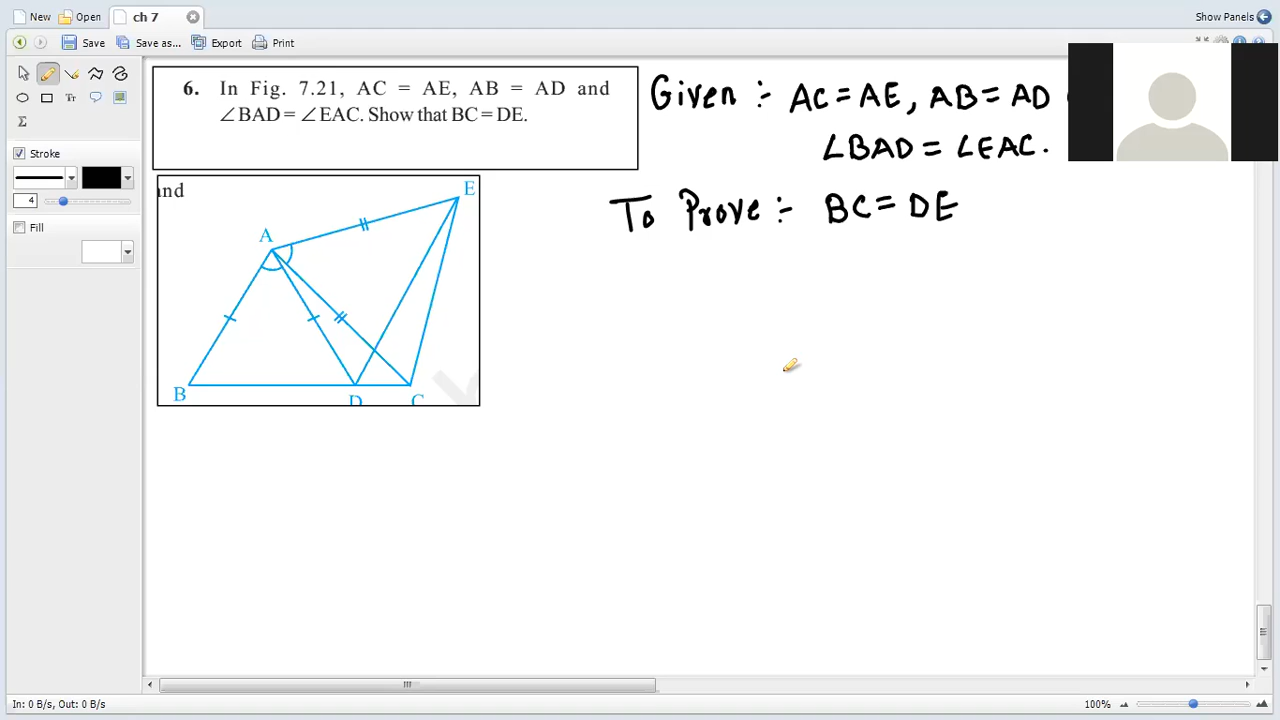 New Open ch 7 Show Panels
Save Save as... Export Print
6. In Fig. 7.21, AC = AE, AB = AD and
∠BAD = ∠EAC. Show that BC = DE.
Given :- AC = AE, AB = AD
∠BAD = ∠EAC.
To Prove :- BC = DE
Tr
Σ
Stroke
4
Fill
and
E
A
B
D
C
In: 0 B/s, Out: 0 B/s 100%